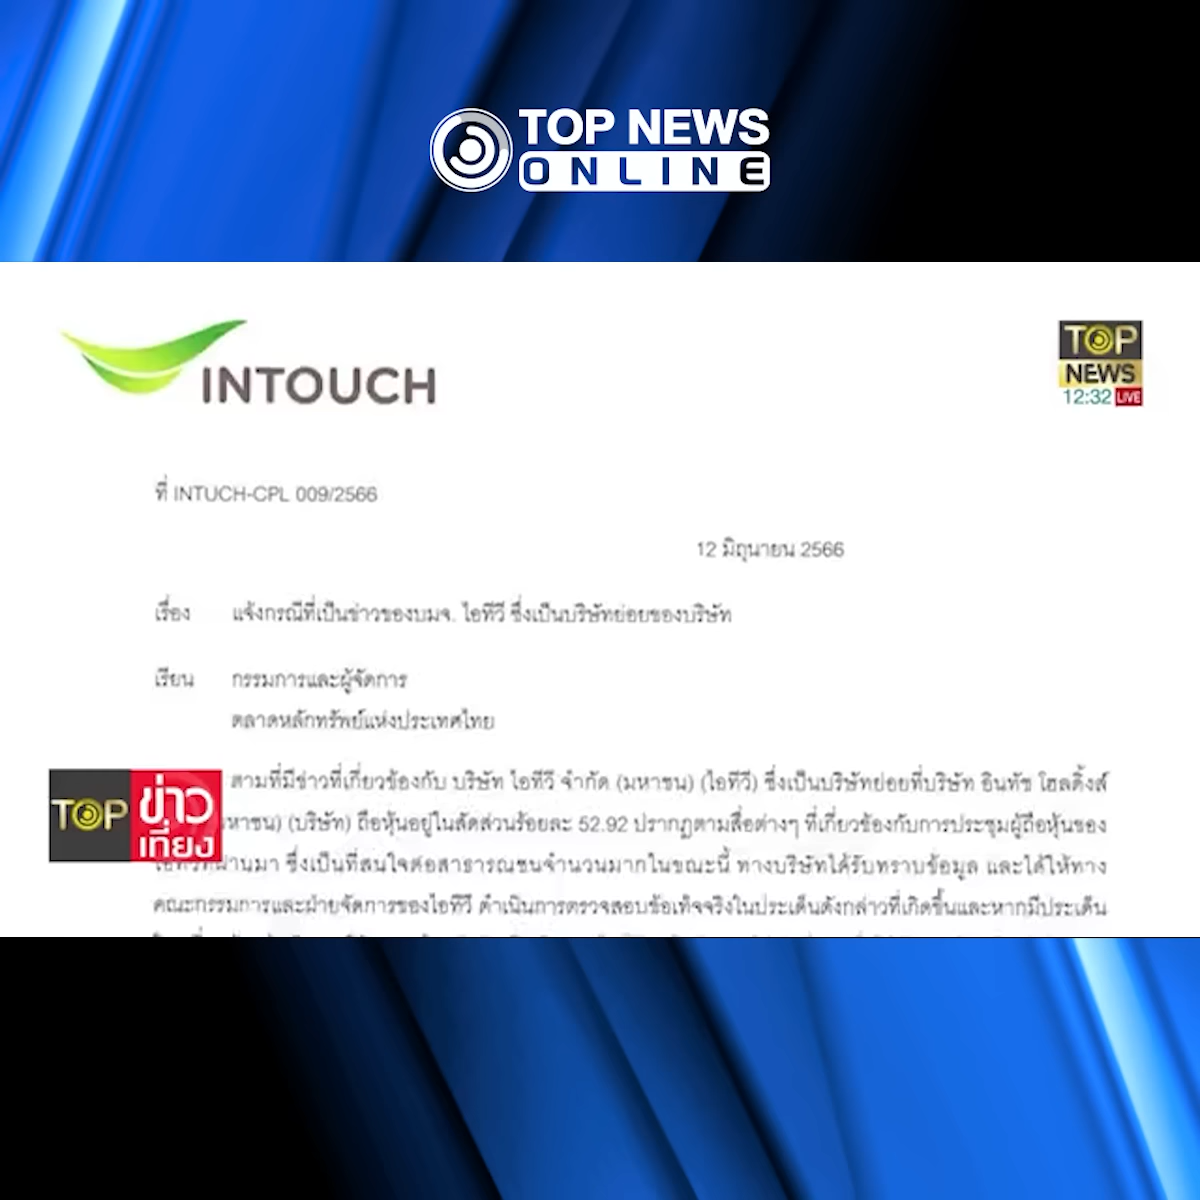 TOP NEWS
ONLINE
INTOUCH
TOP
NEWS
12:32 LIVE
ที่ INTUCH-CPL 009/2566
12 มิถุนายน 2566
เรื่อง แจ้งกรณีที่เป็นข่าวของบมจ. ไอทีวี ซึ่งเป็นบริษัทย่อยของบริษัท
เรียน กรรมการและผู้จัดการ
ตลาดหลักทรัพย์แห่งประเทศไทย
ตามที่มีข่าวที่เกี่ยวข้องกับ บริษัท ไอทีวี จำกัด (มหาชน) (ไอทีวี) ซึ่งเป็นบริษัทย่อยที่บริษัท อินทัช โฮลดิ้งส์
มหาชน) (บริษัท) ถือหุ้นอยู่ในสัดส่วนร้อยละ 52.92 ปรากฏตามสื่อต่างๆ ที่เกี่ยวข้องกับการประชุมผู้ถือหุ้นของ
TOP ข่าว
เที่ยง
ผ่านมา ซึ่งเป็นที่สนใจต่อสาธารณชนจำนวนมากในขณะนี้ ทางบริษัทได้รับทราบข้อมูล และได้ให้ทาง
คณะกรรมการและฝ่ายจัดการของไอทีวี ดำเนินการตรวจสอบข้อเท็จจริงในประเด็นดังกล่าวที่เกิดขึ้นและหากมีประเด็น